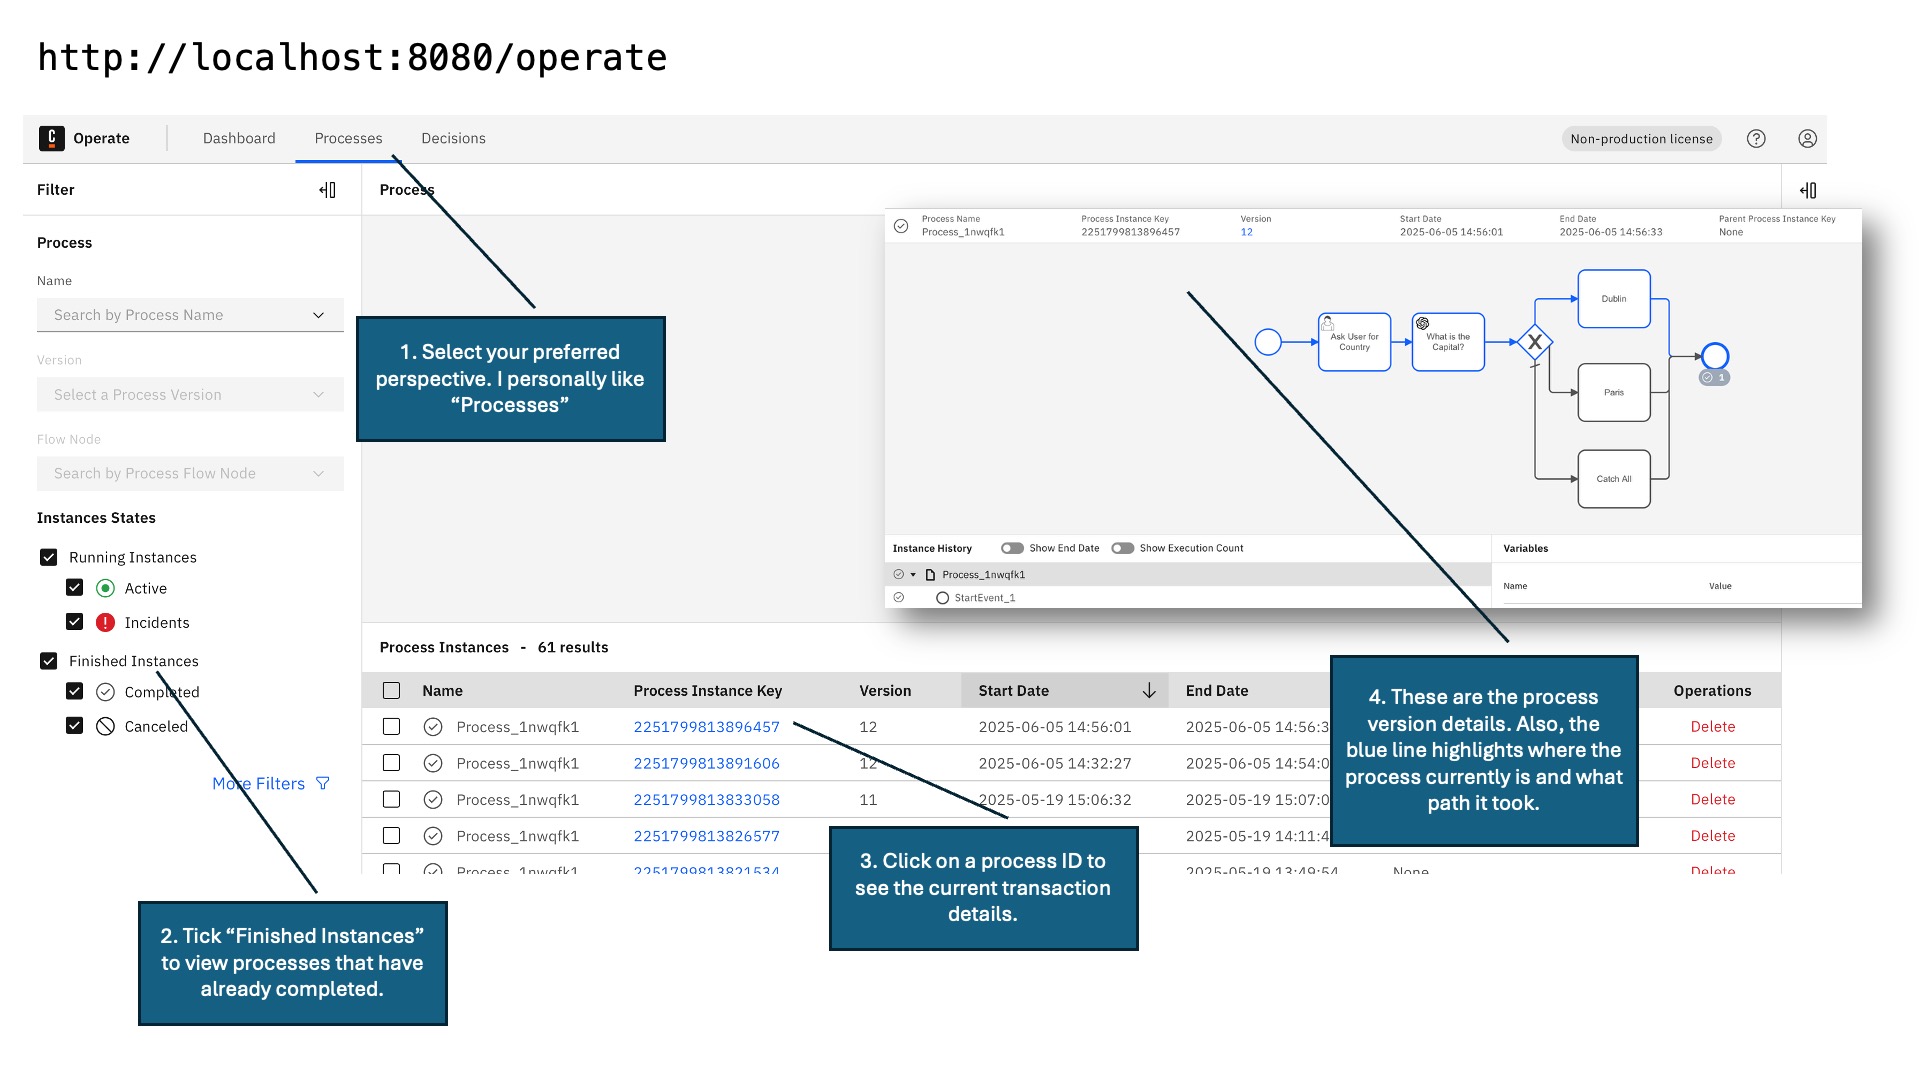 http://localhost:8080/operate
Operate
Dashboard
Processes
Decisions
Non-production license
Filter
Process
Name
Search by Process Name
Version
Select a Process Version
Flow Node
Search by Process Flow Node
Instances States
Running Instances
Active
Incidents
Finished Instances
Completed
Canceled
More Filters
Process
Process Name
Process_1nwqfk1
Process Instance Key
2251799813896457
Version
12
Start Date
2025-06-05 14:56:01
End Date
2025-06-05 14:56:33
Parent Process Instance Key
None
Ask User for
Country
What is the
Capital?
X
Dublin
Paris
Catch All
1
Instance History
Show End Date
Show Execution Count
Process_1nwqfk1
StartEvent_1
Variables
Name
Value
Process Instances - 61 results
Name Process Instance Key Version Start Date End Date Operations
Process_1nwqfk1 2251799813896457 12 2025-06-05 14:56:01 2025-06-05 14:56:3 Delete
Process_1nwqfk1 2251799813891606 12 2025-06-05 14:32:27 2025-06-05 14:54:0 Delete
Process_1nwqfk1 2251799813833058 11 2025-05-19 15:06:32 2025-05-19 15:07:0 Delete
Process_1nwqfk1 2251799813826577 2025-05-19 14:11:4 Delete
Process_1nwqfk1 2251799813821534 2025-05-19 13:49:54 None Delete
1. Select your preferred
perspective. I personally like
“Processes”
2. Tick “Finished Instances”
to view processes that have
already completed.
3. Click on a process ID to
see the current transaction
details.
4. These are the process
version details. Also, the
blue line highlights where the
process currently is and what
path it took.